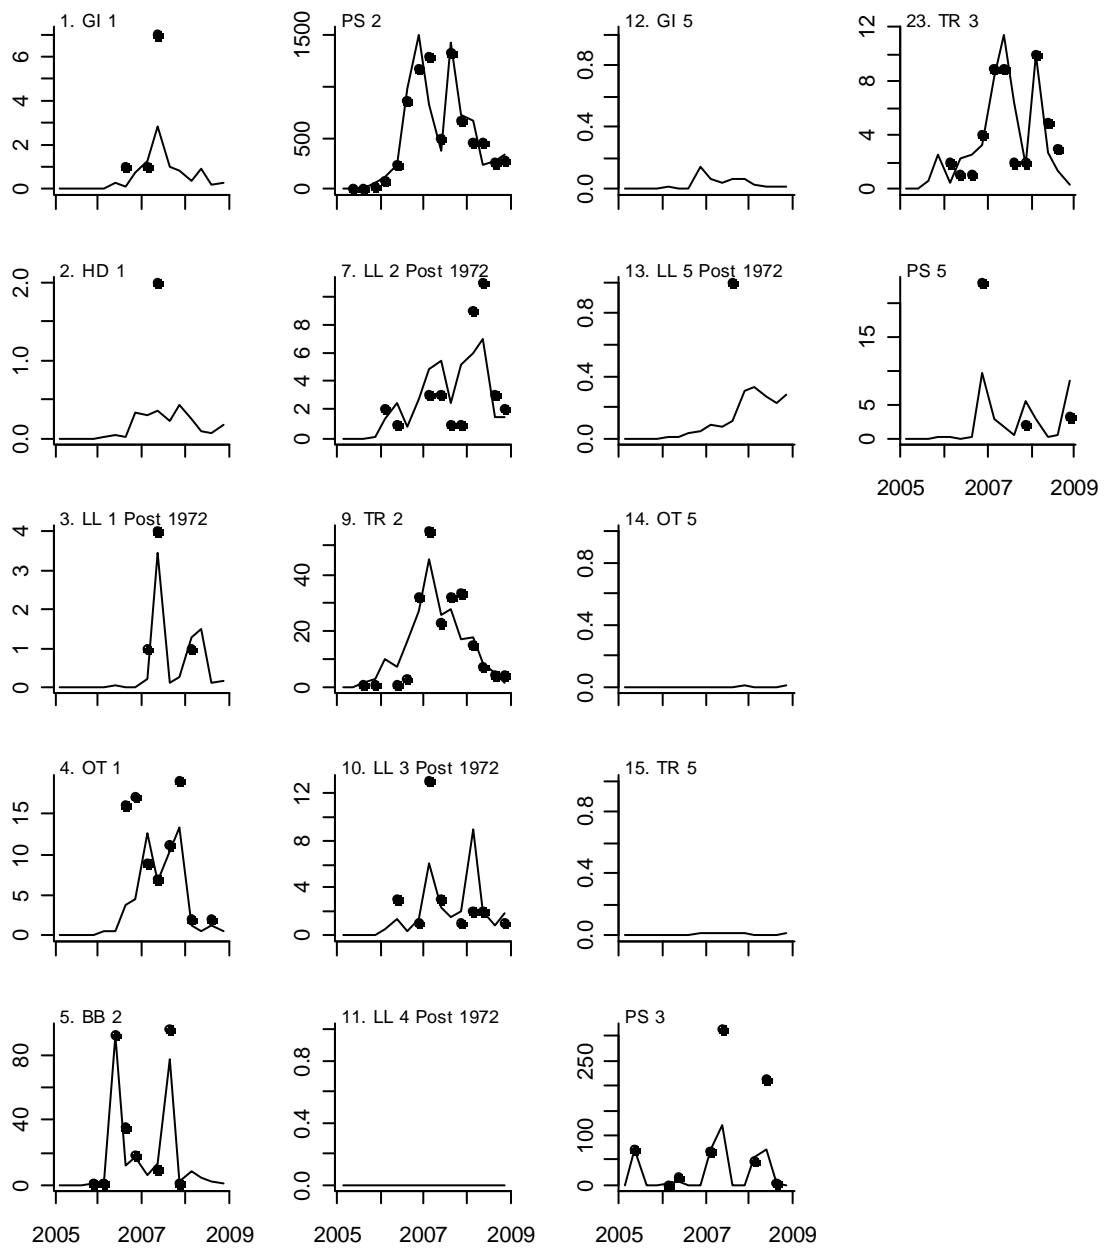 1. GI 1
0 2 4 6
PS 2
0 500 1500
12. GI 5
0.0 0.4 0.8
23. TR 3
0 4 8 12
2. HD 1
0.0 1.0 2.0
7. LL 2 Post 1972
0 2 4 6 8
13. LL 5 Post 1972
0.0 0.4 0.8
PS 5
0 5 15
2005 2007 2009
3. LL 1 Post 1972
0 1 2 3 4
9. TR 2
0 20 40
14. OT 5
0.0 0.4 0.8
4. OT 1
0 5 10 15
10. LL 3 Post 1972
0 4 8 12
15. TR 5
0.0 0.4 0.8
5. BB 2
0 40 80
2005 2007 2009
11. LL 4 Post 1972
0.0 0.4 0.8
2005 2007 2009
PS 3
0 100 250
2005 2007 2009